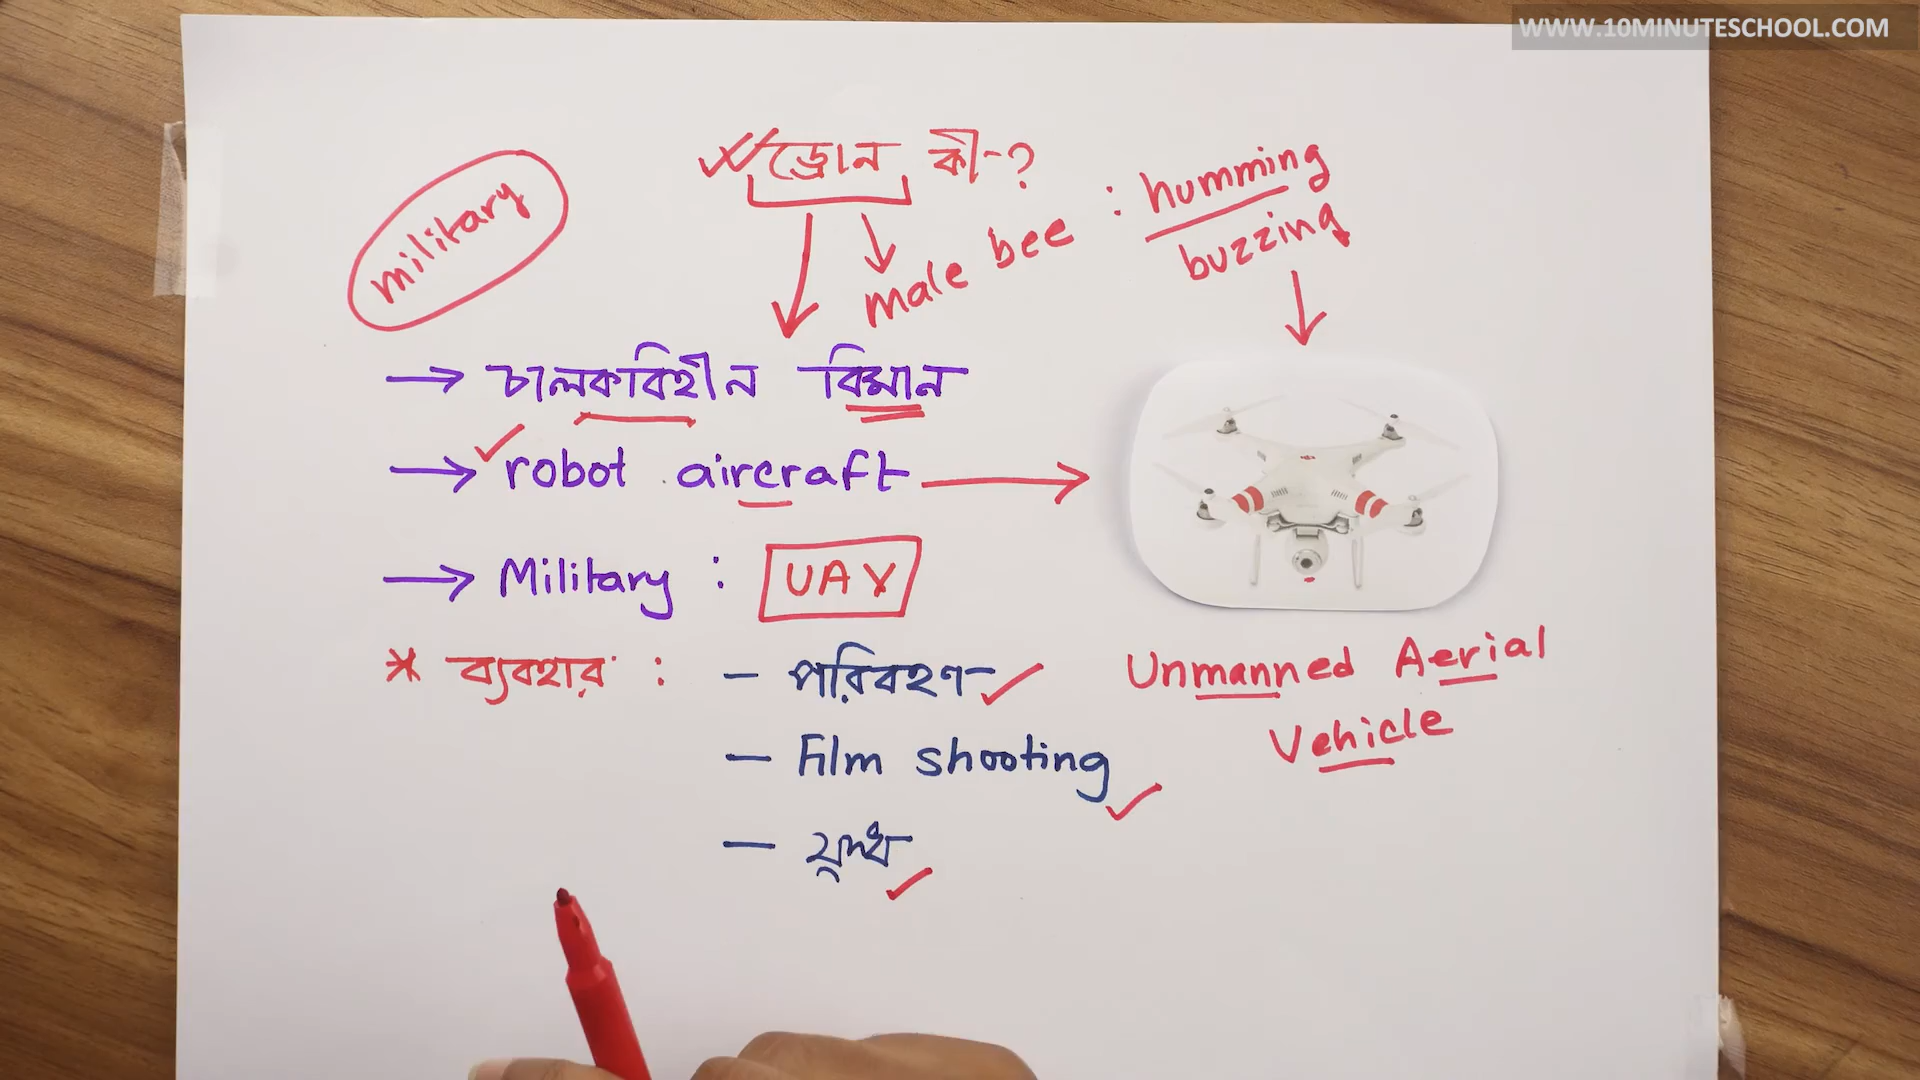 WWW.10MINUTESCHOOL.COM
ড্রোন কী-?
military
male bee : humming
buzzing
→ চালকবিহীন বিমান
→ robot aircraft →
→ Military : UAV
* ব্যবহার : – পরিবহণ
Unmanned Aerial
Vehicle
– Film shooting
– যুদ্ধ